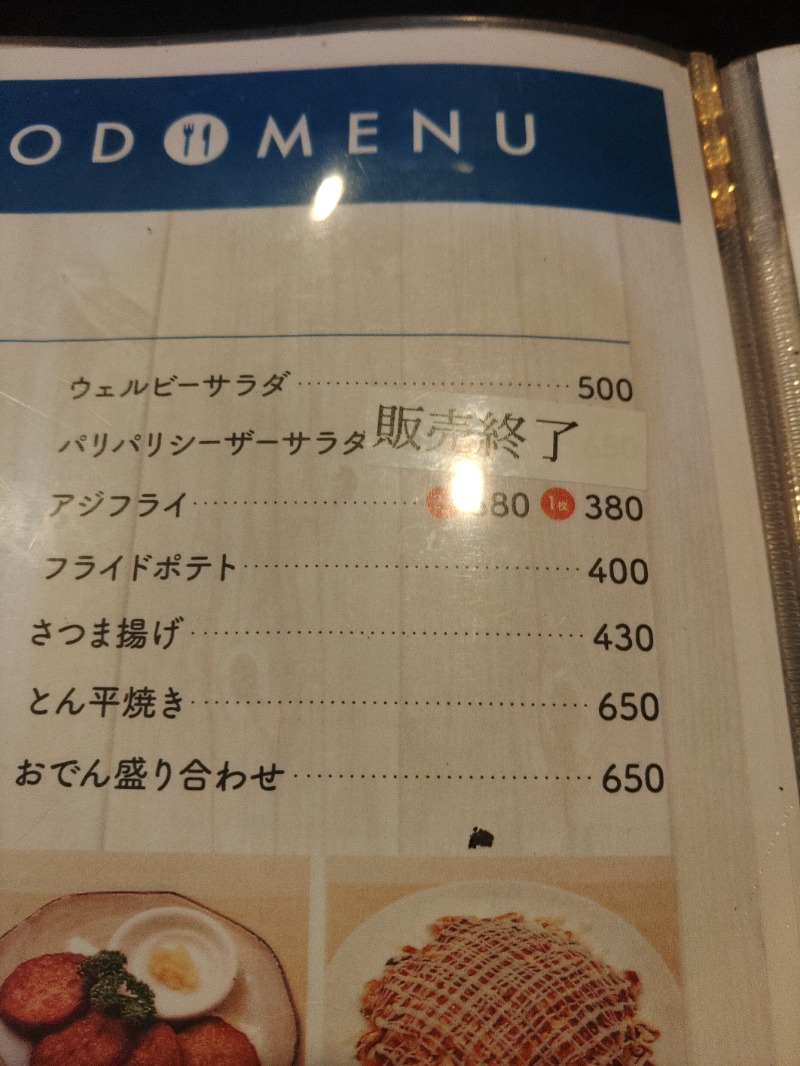 OD MENU
ウェルビーサラダ 500
パリパリシーザーサラダ 販売終了
アジフライ 1枚 380
フライドポテト 400
さつま揚げ 430
とん平焼き 650
おでん盛り合わせ 650